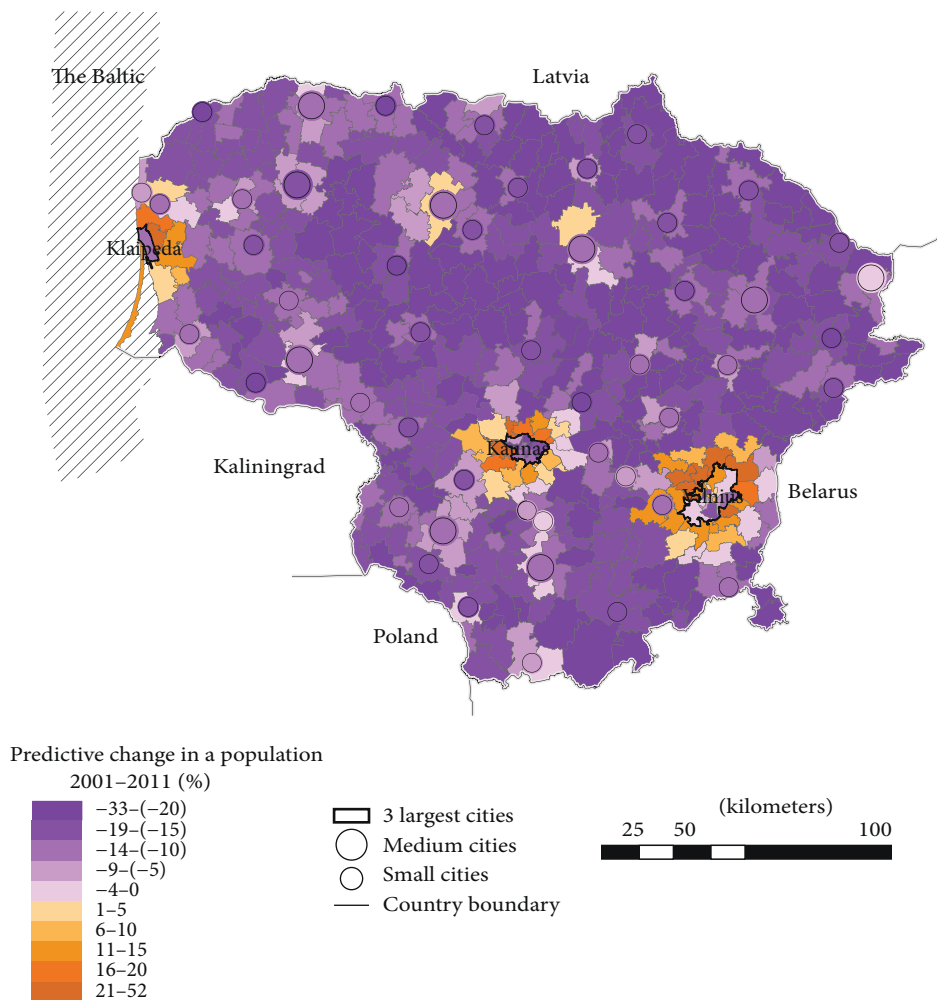 The Baltic
Latvia
Klaipeda
Kaunas
Kaliningrad
Vilnius
Belarus
Poland
Predictive change in a population
2001–2011 (%)
−33–(−20)
−19–(−15)
−14–(−10)
−9–(−5)
−4–0
1–5
6–10
11–15
16–20
21–52
3 largest cities
Medium cities
Small cities
Country boundary
(kilometers)
25 50 100